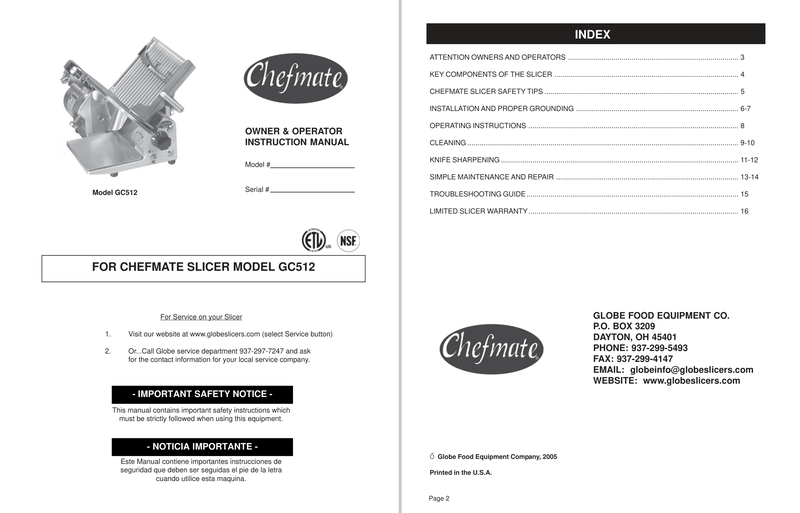 Model GC512
Chefmate®
OWNER & OPERATOR
INSTRUCTION MANUAL
Model #
Serial #
ETL US
NSF
FOR CHEFMATE SLICER MODEL GC512
For Service on your Slicer
1. Visit our website at www.globeslicers.com (select Service button)
2. Or...Call Globe service department 937-297-7247 and ask
for the contact information for your local service company.
- IMPORTANT SAFETY NOTICE -
This manual contains important safety instructions which
must be strictly followed when using this equipment.
- NOTICIA IMPORTANTE -
Este Manual contiene importantes instrucciones de
seguridad que deben ser seguidas el pie de la letra
cuando utilice esta maquina.
INDEX
ATTENTION OWNERS AND OPERATORS 3
KEY COMPONENTS OF THE SLICER 4
CHEFMATE SLICER SAFETY TIPS 5
INSTALLATION AND PROPER GROUNDING 6-7
OPERATING INSTRUCTIONS 8
CLEANING 9-10
KNIFE SHARPENING 11-12
SIMPLE MAINTENANCE AND REPAIR 13-14
TROUBLESHOOTING GUIDE 15
LIMITED SLICER WARRANTY 16
Chefmate®
GLOBE FOOD EQUIPMENT CO.
P.O. BOX 3209
DAYTON, OH 45401
PHONE: 937-299-5493
FAX: 937-299-4147
EMAIL: globeinfo@globeslicers.com
WEBSITE: www.globeslicers.com
Globe Food Equipment Company, 2005
Printed in the U.S.A.
Page 2